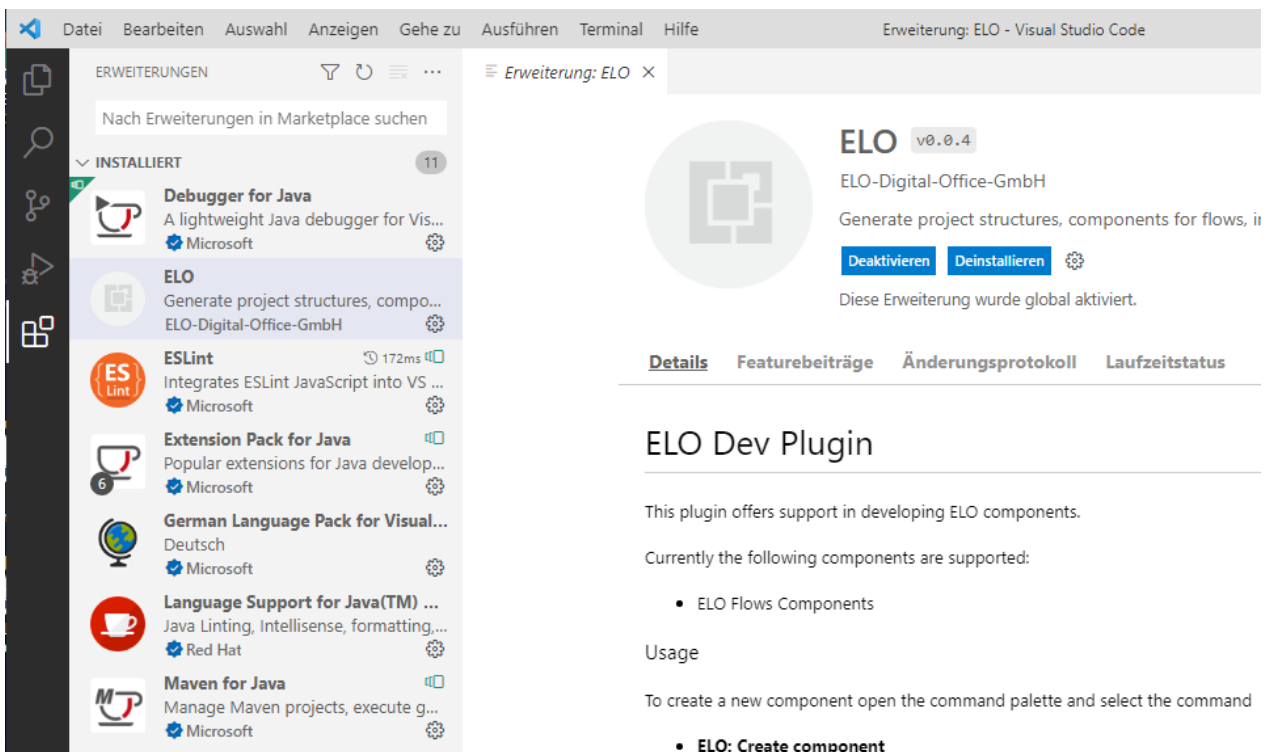 Datei Bearbeiten Auswahl Anzeigen Gehe zu Ausführen Terminal Hilfe Erweiterung: ELO - Visual Studio Code
ERWEITERUNGEN
Nach Erweiterungen in Marketplace suchen
INSTALLIERT 11
Debugger for Java
A lightweight Java debugger for Vis...
Microsoft
ELO
Generate project structures, compo...
ELO-Digital-Office-GmbH
ES
Lint
ESLint 172ms
Integrates ESLint JavaScript into VS ...
Microsoft
6
Extension Pack for Java
Popular extensions for Java develop...
Microsoft
German Language Pack for Visual...
Deutsch
Microsoft
Language Support for Java(TM) ...
Java Linting, Intellisense, formatting,...
Red Hat
M
Maven for Java
Manage Maven projects, execute g...
Microsoft
Erweiterung: ELO
ELO v0.0.4
ELO-Digital-Office-GmbH
Generate project structures, components for flows, i
Deaktivieren Deinstallieren
Diese Erweiterung wurde global aktiviert.
Details Featurebeiträge Änderungsprotokoll Laufzeitstatus
ELO Dev Plugin
This plugin offers support in developing ELO components.
Currently the following components are supported:
• ELO Flows Components
Usage
To create a new component open the command palette and select the command
• ELO: Create component